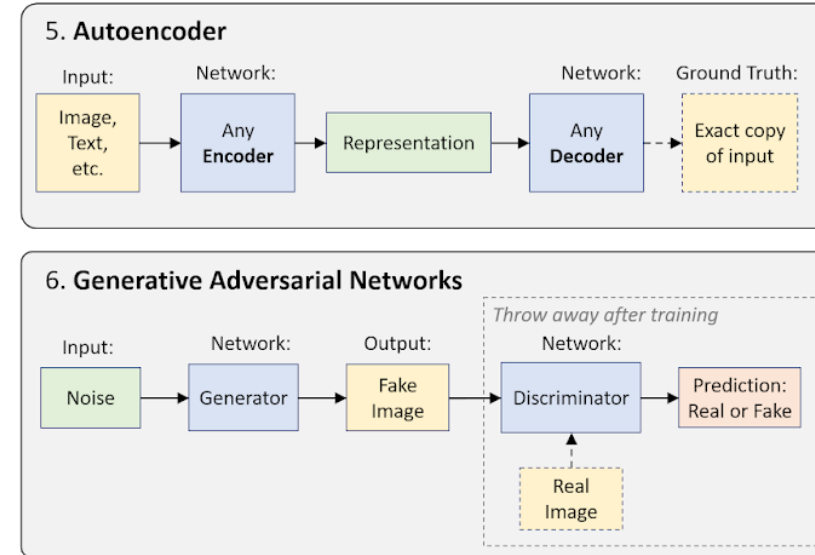 5. Autoencoder
Input:
Network:
Network:
Ground Truth:
Image,
Text,
etc.
Any
Encoder
Representation
Any
Decoder
Exact copy
of input
6. Generative Adversarial Networks
Throw away after training
Input:
Network:
Output:
Network:
Noise
Generator
Fake
Image
Discriminator
Prediction:
Real or Fake
Real
Image